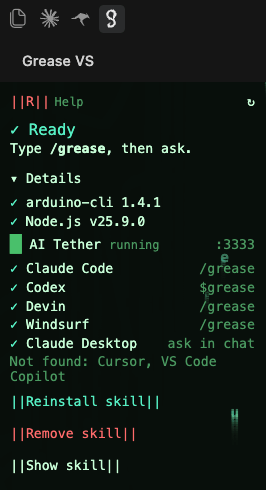 Grease VS
||R|| Help ↻
✓ Ready
Type /grease, then ask.
▾ Details
✓ arduino-cli 1.4.1
✓ Node.js v25.9.0
AI Tether running :3333
✓ Claude Code /grease
✓ Codex $grease
✓ Devin /grease
✓ Windsurf /grease
✓ Claude Desktop ask in chat
Not found: Cursor, VS Code
Copilot
||Reinstall skill||
||Remove skill||
||Show skill||